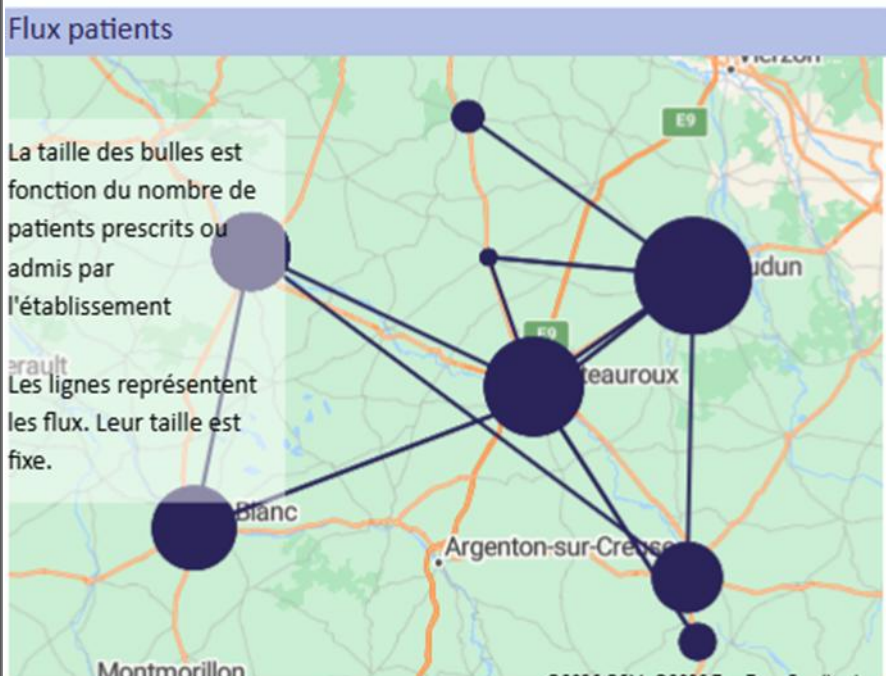 Flux patients
Vierzon
E9
La taille des bulles est
fonction du nombre de
patients prescrits ou
admis par
l'établissement
udun
E9
erault
teauroux
Les lignes représentent
les flux. Leur taille est
fixe.
Blanc
Argenton-sur-Creuse
Montmorillon